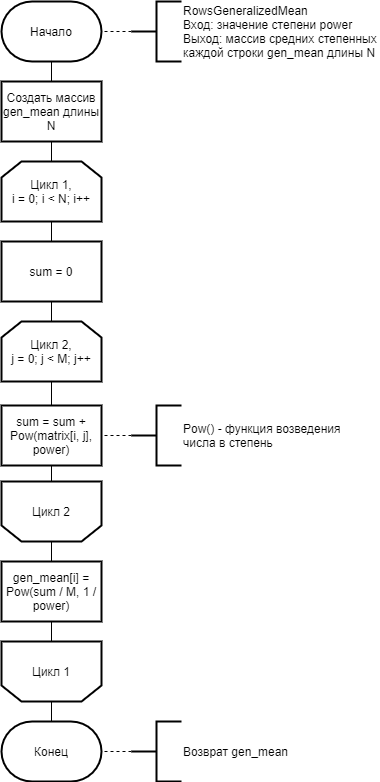 Начало
RowsGeneralizedMean
Вход: значение степени power
Выход: массив средних степенных
каждой строки gen_mean длины N
Создать массив
gen_mean длины
N
Цикл 1,
i = 0; i < N; i++
sum = 0
Цикл 2,
j = 0; j < M; j++
sum = sum +
Pow(matrix[i, j],
power)
Pow() - функция возведения
числа в степень
Цикл 2
gen_mean[i] =
Pow(sum / M, 1 /
power)
Цикл 1
Конец
Возврат gen_mean